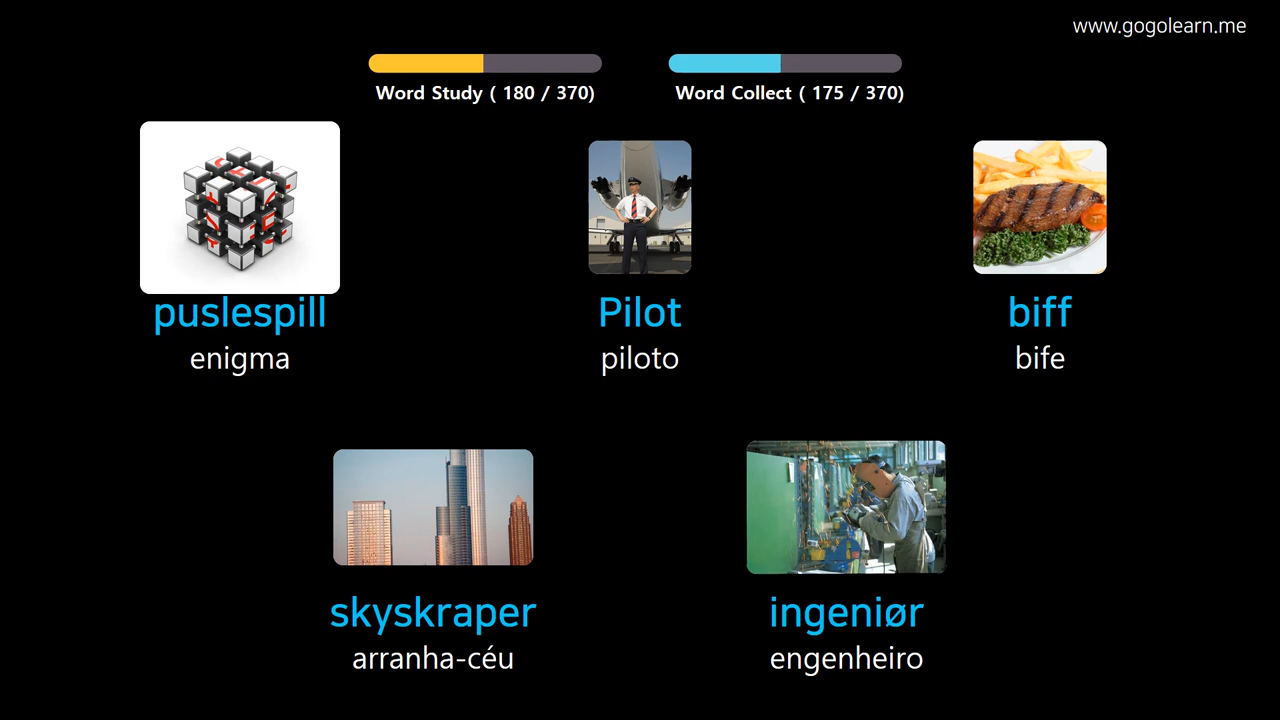 www.gogolearn.me
Word Study ( 180 / 370)
Word Collect ( 175 / 370)
puslespill
enigma
Pilot
piloto
biff
bife
skyskraper
arranha-céu
ingeniør
engenheiro